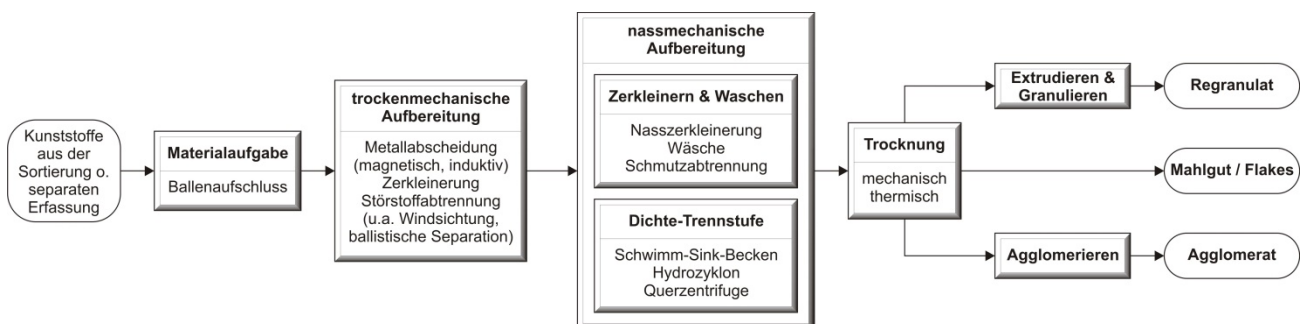 Kunststoffe
aus der
Sortierung o.
separaten
Erfassung
Materialaufgabe
Ballenaufschluss
trockenmechanische
Aufbereitung
Metallabscheidung
(magnetisch, induktiv)
Zerkleinerung
Störstoffabtrennung
(u.a. Windsichtung,
ballistische Separation)
nassmechanische
Aufbereitung
Zerkleinern & Waschen
Nasszerkleinerung
Wäsche
Schmutzabtrennung
Dichte-Trennstufe
Schwimm-Sink-Becken
Hydrozyklon
Querzentrifuge
Trocknung
mechanisch
thermisch
Extrudieren &
Granulieren
Regranulat
Mahlgut / Flakes
Agglomerieren
Agglomerat